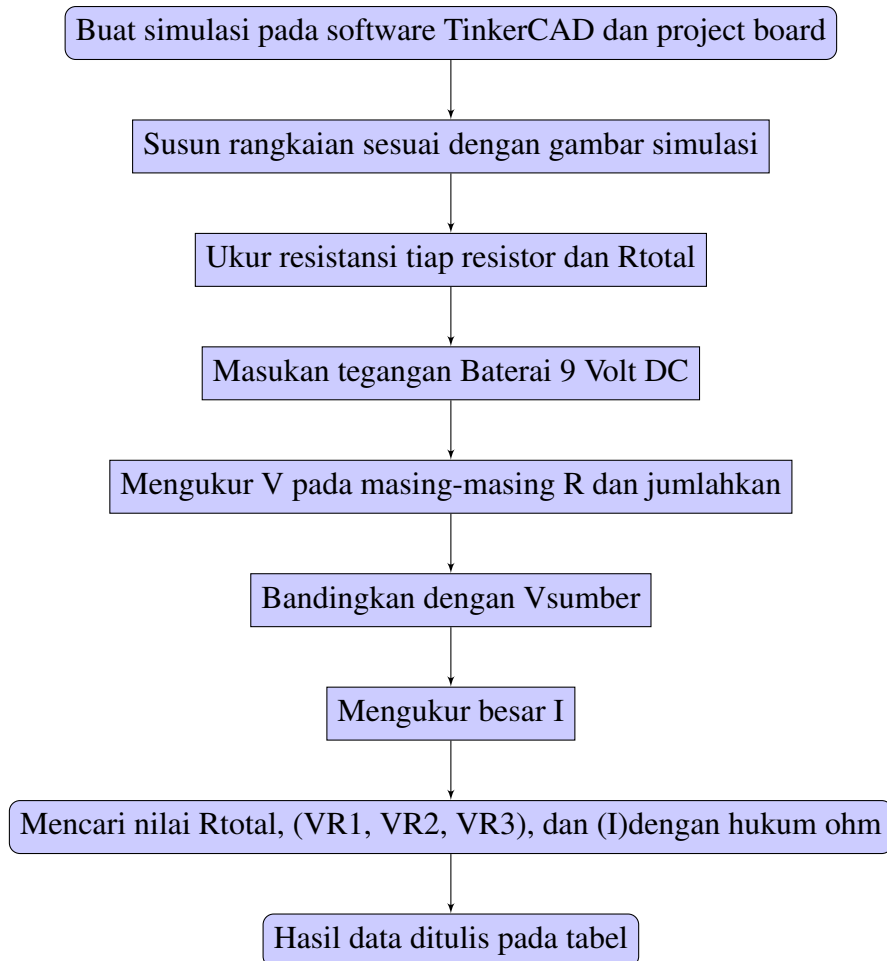 Buat simulasi pada software TinkerCAD dan project board
Susun rangkaian sesuai dengan gambar simulasi
Ukur resistansi tiap resistor dan Rtotal
Masukan tegangan Baterai 9 Volt DC
Mengukur V pada masing-masing R dan jumlahkan
Bandingkan dengan Vsumber
Mengukur besar I
Mencari nilai Rtotal, (VR1, VR2, VR3), dan (I)dengan hukum ohm
Hasil data ditulis pada tabel